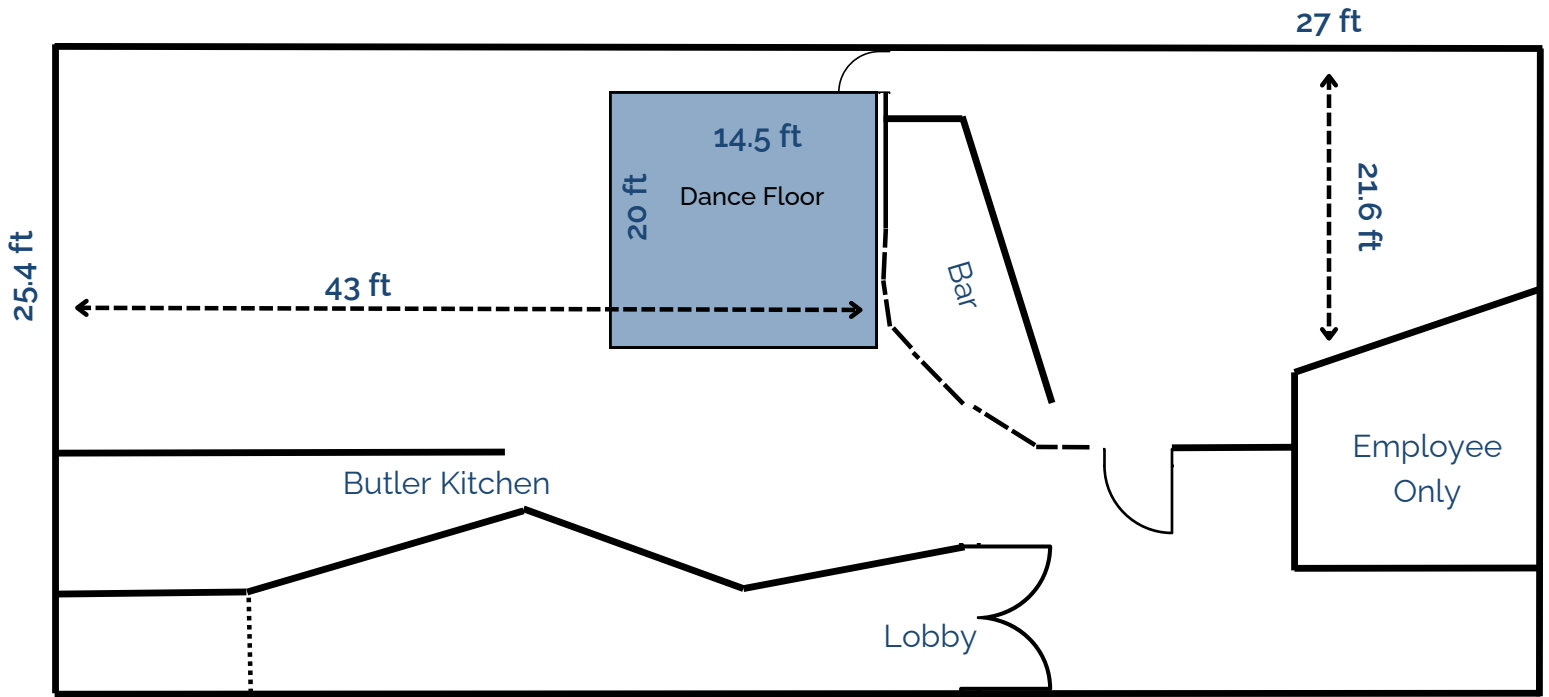 27 ft
14.5 ft
20 ft
Dance Floor
21.6 ft
25.4 ft
43 ft
Bar
Butler Kitchen
Employee
Only
Lobby